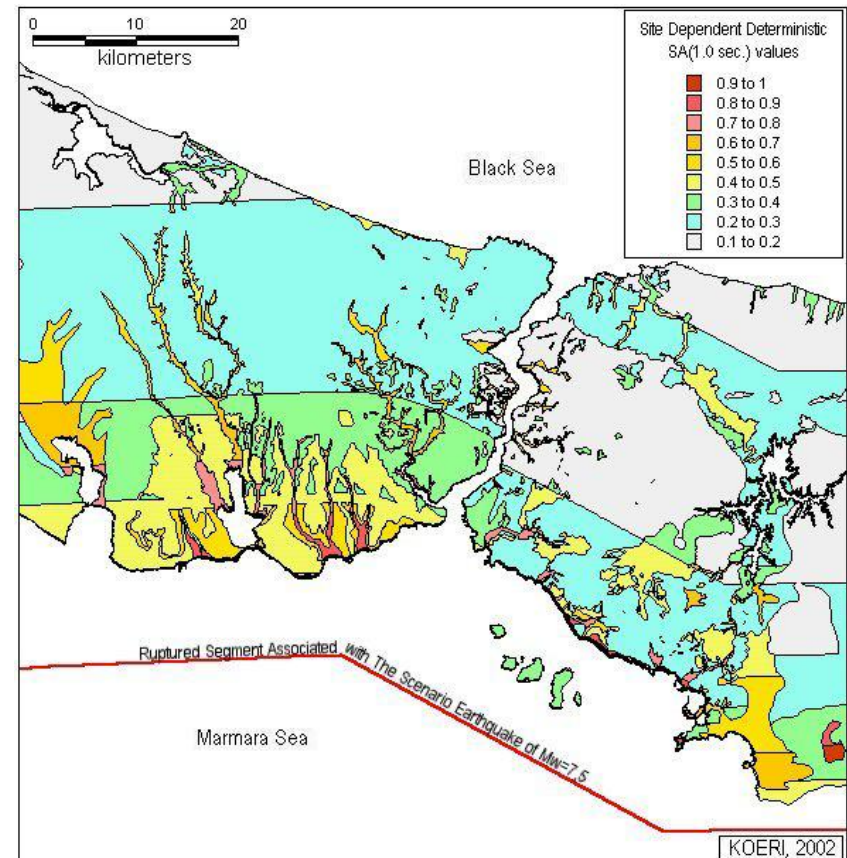 0 10 20
kilometers
Site Dependent Deterministic
SA(1.0 sec.) values
0.9 to 1
0.8 to 0.9
0.7 to 0.8
0.6 to 0.7
0.5 to 0.6
0.4 to 0.5
0.3 to 0.4
0.2 to 0.3
0.1 to 0.2
Black Sea
Ruptured Segment Associated with The Scenario Earthquake of Mw=7.5
Marmara Sea
KOERI, 2002